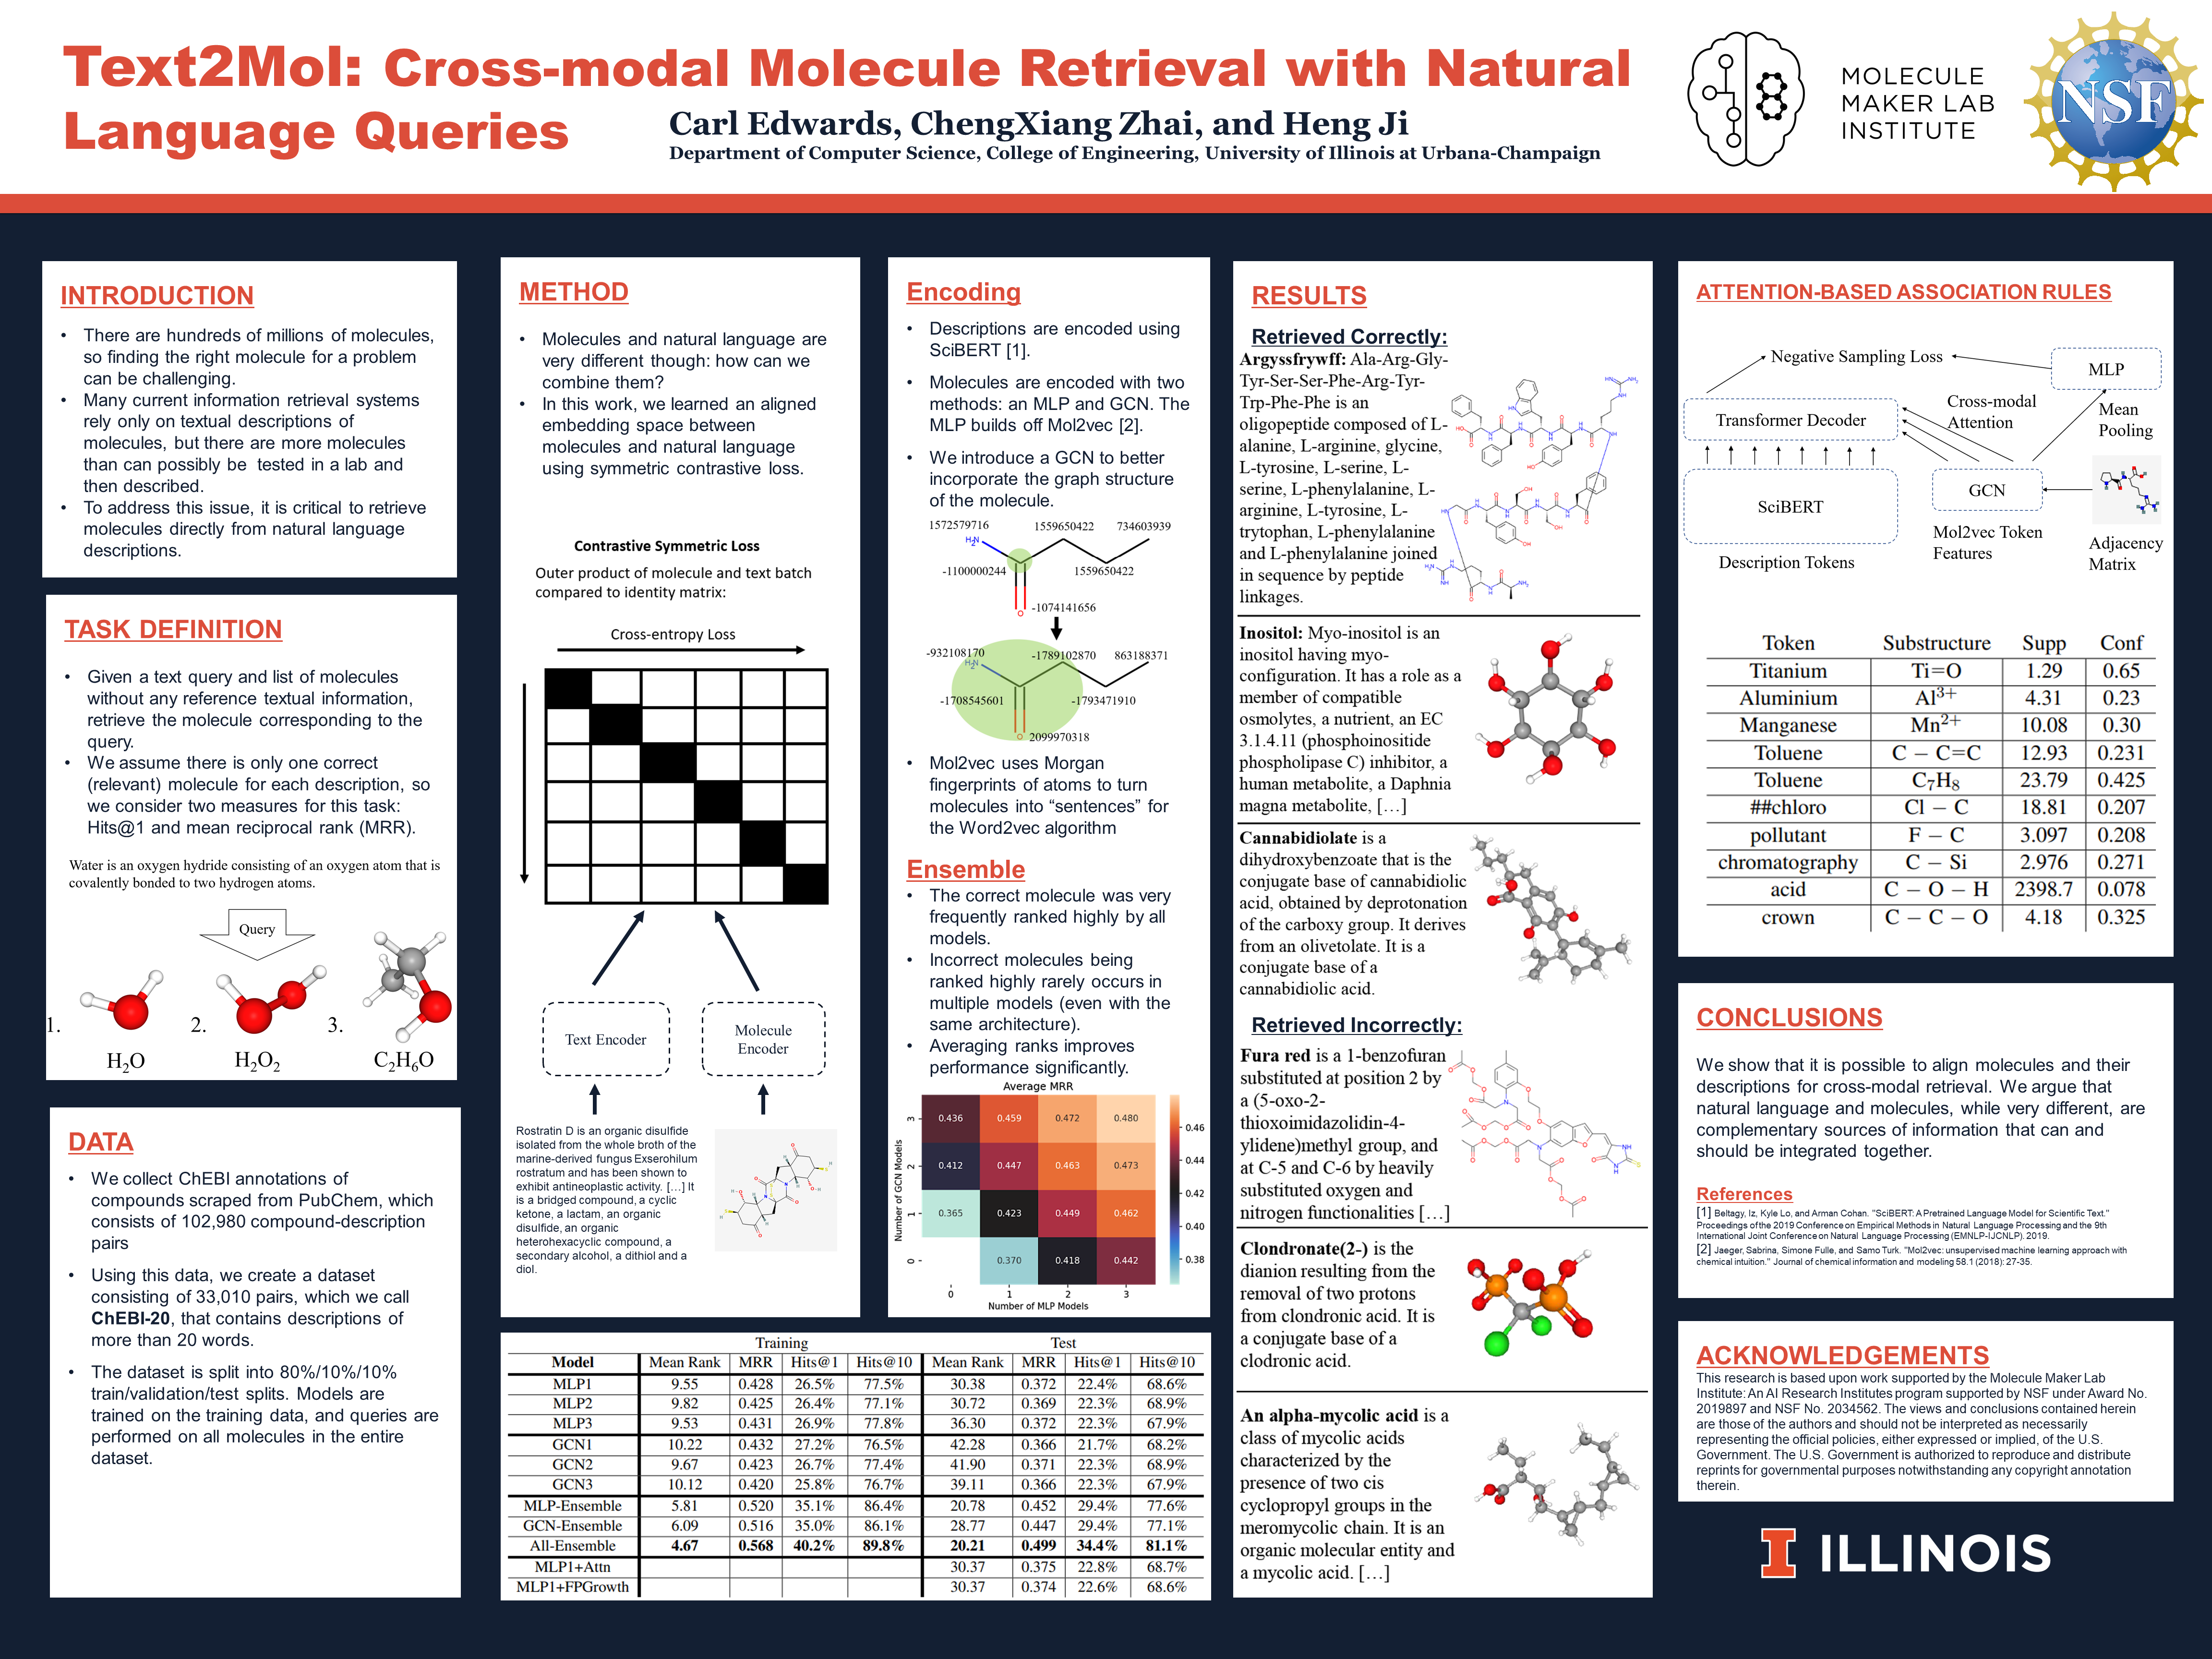 Text2Mol: Cross-modal Molecule Retrieval with Natural
Language Queries
Carl Edwards, ChengXiang Zhai, and Heng Ji
Department of Computer Science, College of Engineering, University of Illinois at Urbana-Champaign
MOLECULE
MAKER LAB
INSTITUTE
NSF
INTRODUCTION
• There are hundreds of millions of molecules,
so finding the right molecule for a problem
can be challenging.
• Many current information retrieval systems
rely only on textual descriptions of
molecules, but there are more molecules
than can possibly be tested in a lab and
then described.
• To address this issue, it is critical to retrieve
molecules directly from natural language
descriptions.
TASK DEFINITION
• Given a text query and list of molecules
without any reference textual information,
retrieve the molecule corresponding to the
query.
• We assume there is only one correct
(relevant) molecule for each description, so
we consider two measures for this task:
Hits@1 and mean reciprocal rank (MRR).
Water is an oxygen hydride consisting of an oxygen atom that is
covalently bonded to two hydrogen atoms.
Query
1. 2. 3.
H₂O H₂O₂ C₂H₆O
DATA
• We collect ChEBI annotations of
compounds scraped from PubChem, which
consists of 102,980 compound-description
pairs
• Using this data, we create a dataset
consisting of 33,010 pairs, which we call
ChEBI-20, that contains descriptions of
more than 20 words.
• The dataset is split into 80%/10%/10%
train/validation/test splits. Models are
trained on the training data, and queries are
performed on all molecules in the entire
dataset.
METHOD
• Molecules and natural language are
very different though: how can we
combine them?
• In this work, we learned an aligned
embedding space between
molecules and natural language
using symmetric contrastive loss.
Contrastive Symmetric Loss
Outer product of molecule and text batch
compared to identity matrix:
Cross-entropy Loss
Text Encoder
Molecule
Encoder
Rostratin D is an organic disulfide
isolated from the whole broth of the
marine-derived fungus Exserohilum
rostratum and has been shown to
exhibit antineoplastic activity. […] It
is a bridged compound, a cyclic
ketone, a lactam, an organic
disulfide, an organic
heterohexacyclic compound, a
secondary alcohol, a dithiol and a
diol.
Encoding
• Descriptions are encoded using
SciBERT [1].
• Molecules are encoded with two
methods: an MLP and GCN. The
MLP builds off Mol2vec [2].
• We introduce a GCN to better
incorporate the graph structure
of the molecule.
1572579716 1559650422 734603939
H₂N
-1100000244 1559650422
O -1074141656
-932108170 -1789102870 863188371
H₂N
-1708545601 -1793471910
O 2099970318
• Mol2vec uses Morgan
fingerprints of atoms to turn
molecules into “sentences” for
the Word2vec algorithm
Ensemble
• The correct molecule was very
frequently ranked highly by all
models.
• Incorrect molecules being
ranked highly rarely occurs in
multiple models (even with the
same architecture).
• Averaging ranks improves
performance significantly.
Average MRR
Number of GCN Models
3 0.436 0.459 0.472 0.480
2 0.412 0.447 0.463 0.473
1 0.365 0.423 0.449 0.462
0 0.370 0.418 0.442
0 1 2 3
Number of MLP Models
0.46
0.44
0.42
0.40
0.38
Training Test
Model Mean Rank MRR Hits@1 Hits@10 Mean Rank MRR Hits@1 Hits@10
MLP1 9.55 0.428 26.5% 77.5% 30.38 0.372 22.4% 68.6%
MLP2 9.82 0.425 26.4% 77.1% 30.72 0.369 22.3% 68.9%
MLP3 9.53 0.431 26.9% 77.8% 36.30 0.372 22.3% 67.9%
GCN1 10.22 0.432 27.2% 76.5% 42.28 0.366 21.7% 68.2%
GCN2 9.67 0.423 26.7% 77.4% 41.90 0.371 22.3% 68.9%
GCN3 10.12 0.420 25.8% 76.7% 39.11 0.366 22.3% 67.9%
MLP-Ensemble 5.81 0.520 35.1% 86.4% 20.78 0.452 29.4% 77.6%
GCN-Ensemble 6.09 0.516 35.0% 86.1% 28.77 0.447 29.4% 77.1%
All-Ensemble 4.67 0.568 40.2% 89.8% 20.21 0.499 34.4% 81.1%
MLP1+Attn 30.37 0.375 22.8% 68.7%
MLP1+FPGrowth 30.37 0.374 22.6% 68.6%
RESULTS
Retrieved Correctly:
Argyssfrywff: Ala-Arg-Gly-
Tyr-Ser-Ser-Phe-Arg-Tyr-
Trp-Phe-Phe is an
oligopeptide composed of L-
alanine, L-arginine, glycine,
L-tyrosine, L-serine, L-
serine, L-phenylalanine, L-
arginine, L-tyrosine, L-
trytophan, L-phenylalanine
and L-phenylalanine joined
in sequence by peptide
linkages.
Inositol: Myo-inositol is an
inositol having myo-
configuration. It has a role as a
member of compatible
osmolytes, a nutrient, an EC
3.1.4.11 (phosphoinositide
phospholipase C) inhibitor, a
human metabolite, a Daphnia
magna metabolite, […]
Cannabidiolate is a
dihydroxybenzoate that is the
conjugate base of cannabidiolic
acid, obtained by deprotonation
of the carboxy group. It derives
from an olivetolate. It is a
conjugate base of a
cannabidiolic acid.
Retrieved Incorrectly:
Fura red is a 1-benzofuran
substituted at position 2 by
a (5-oxo-2-
thioxoimidazolidin-4-
ylidene)methyl group, and
at C-5 and C-6 by heavily
substituted oxygen and
nitrogen functionalities […]
Clondronate(2-) is the
dianion resulting from the
removal of two protons
from clondronic acid. It is
a conjugate base of a
clodronic acid.
An alpha-mycolic acid is a
class of mycolic acids
characterized by the
presence of two cis
cyclopropyl groups in the
meromycolic chain. It is an
organic molecular entity and
a mycolic acid. […]
ATTENTION-BASED ASSOCIATION RULES
Negative Sampling Loss
MLP
Transformer Decoder
Cross-modal
Attention
Mean
Pooling
SciBERT
GCN
Description Tokens
Mol2vec Token
Features
Adjacency
Matrix
Token Substructure Supp Conf
Titanium Ti=O 1.29 0.65
Aluminium Al³⁺ 4.31 0.23
Manganese Mn²⁺ 10.08 0.30
Toluene C − C=C 12.93 0.231
Toluene C₇H₈ 23.79 0.425
##chloro Cl − C 18.81 0.207
pollutant F − C 3.097 0.208
chromatography C − Si 2.976 0.271
acid C − O − H 2398.7 0.078
crown C − C − O 4.18 0.325
CONCLUSIONS
We show that it is possible to align molecules and their
descriptions for cross-modal retrieval. We argue that
natural language and molecules, while very different, are
complementary sources of information that can and
should be integrated together.
References
[1] Beltagy, Iz, Kyle Lo, and Arman Cohan. "SciBERT: A Pretrained Language Model for Scientific Text."
Proceedings of the 2019 Conference on Empirical Methods in Natural Language Processing and the 9th
International Joint Conference on Natural Language Processing (EMNLP-IJCNLP). 2019.
[2] Jaeger, Sabrina, Simone Fulle, and Samo Turk. "Mol2vec: unsupervised machine learning approach with
chemical intuition." Journal of chemical information and modeling 58.1 (2018): 27-35.
ACKNOWLEDGEMENTS
This research is based upon work supported by the Molecule Maker Lab
Institute: An AI Research Institutes program supported by NSF under Award No.
2019897 and NSF No. 2034562. The views and conclusions contained herein
are those of the authors and should not be interpreted as necessarily
representing the official policies, either expressed or implied, of the U.S.
Government. The U.S. Government is authorized to reproduce and distribute
reprints for governmental purposes notwithstanding any copyright annotation
therein.
I ILLINOIS